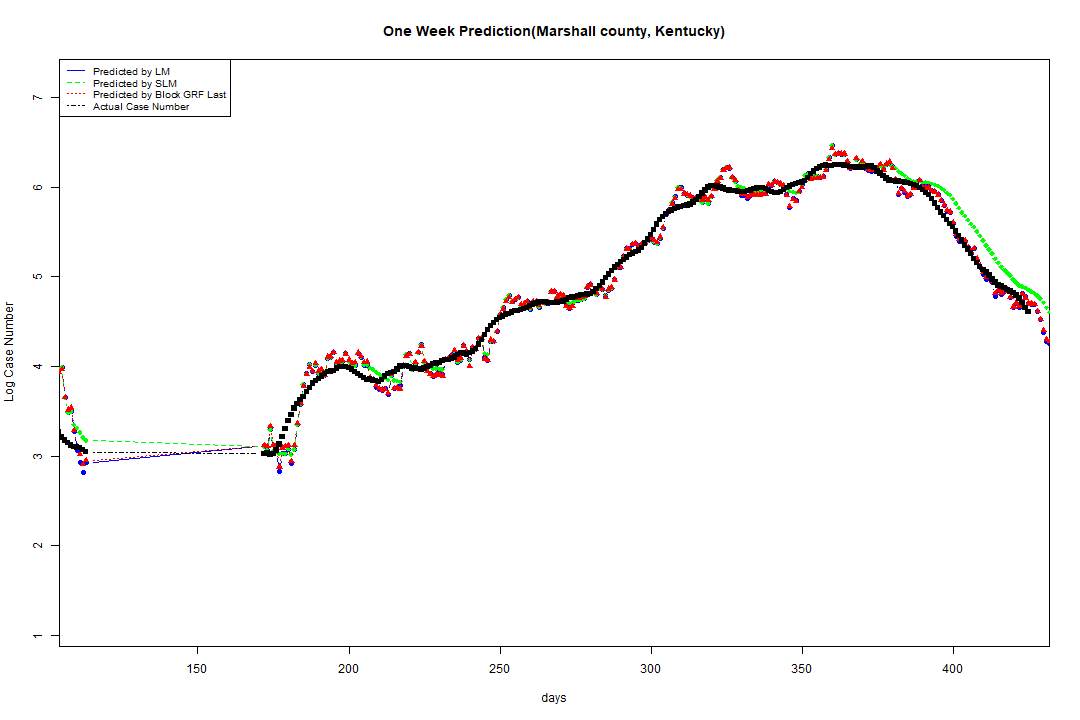 One Week Prediction(Marshall county, Kentucky)
Predicted by LM
Predicted by SLM
Predicted by Block GRF Last
Actual Case Number
7
6
5
4
3
2
1
Log Case Number
150 200 250 300 350 400
days